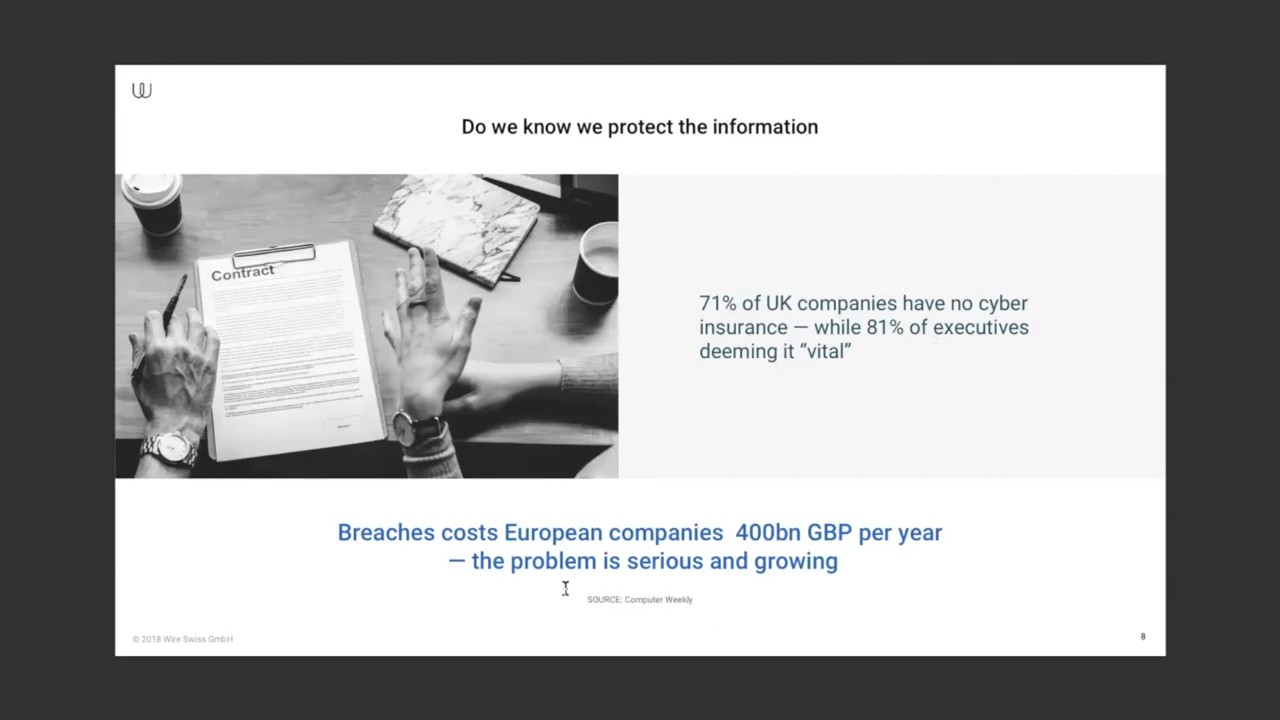 Do we know we protect the information
Contract
71% of UK companies have no cyber
insurance — while 81% of executives
deeming it “vital”
Breaches costs European companies  400bn GBP per year
— the problem is serious and growing
SOURCE: Computer Weekly
© 2018 Wire Swiss GmbH
8